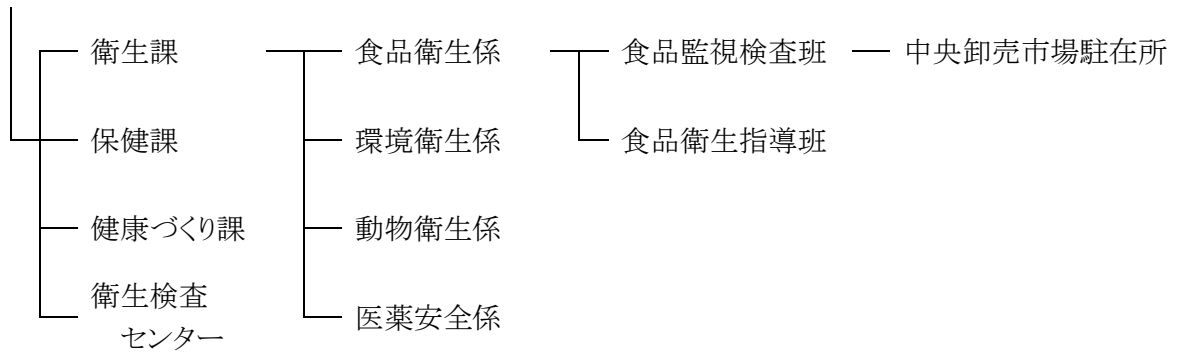 衛生課 食品衛生係 食品監視検査班 中央卸売市場駐在所
保健課 環境衛生係 食品衛生指導班
健康づくり課 動物衛生係
衛生検査
センター
医薬安全係